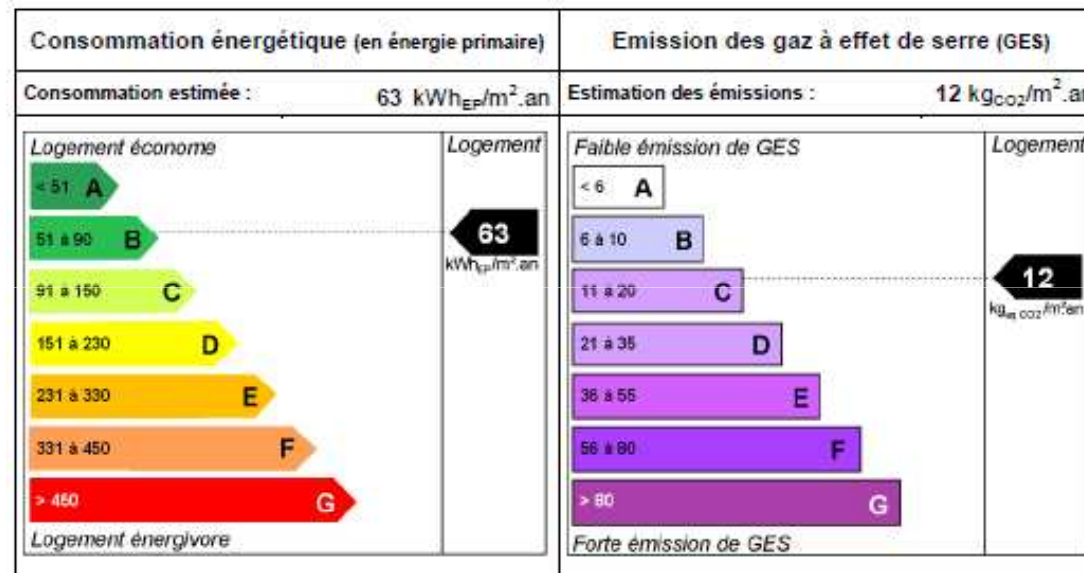 Consommation énergétique (en énergie primaire)
Consommation estimée : 63 kWhEP/m².an
Logement économe Logement
< 51 A
51 à 90 B
63
kWhEP/m².an
91 à 150 C
151 à 230 D
231 à 330 E
331 à 450 F
> 450 G
Logement énergivore
Emission des gaz à effet de serre (GES)
Estimation des émissions : 12 kgCO2/m².an
Faible émission de GES Logement
< 6 A
6 à 10 B
11 à 20 C
12
kgéq CO2/m².an
21 à 35 D
36 à 55 E
56 à 80 F
> 80 G
Forte émission de GES